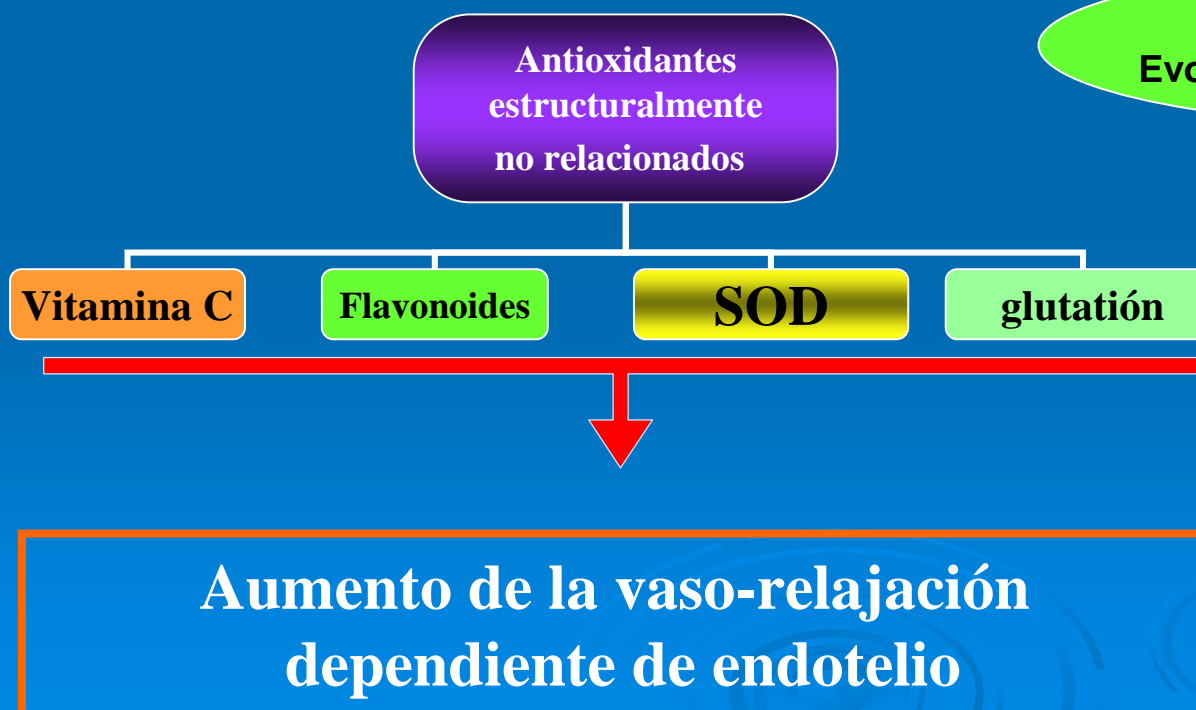 Antioxidantes
estructuralmente
no relacionados
Vitamina C
Flavonoides
SOD
glutatión
Aumento de la vaso-relajación
dependiente de endotelio